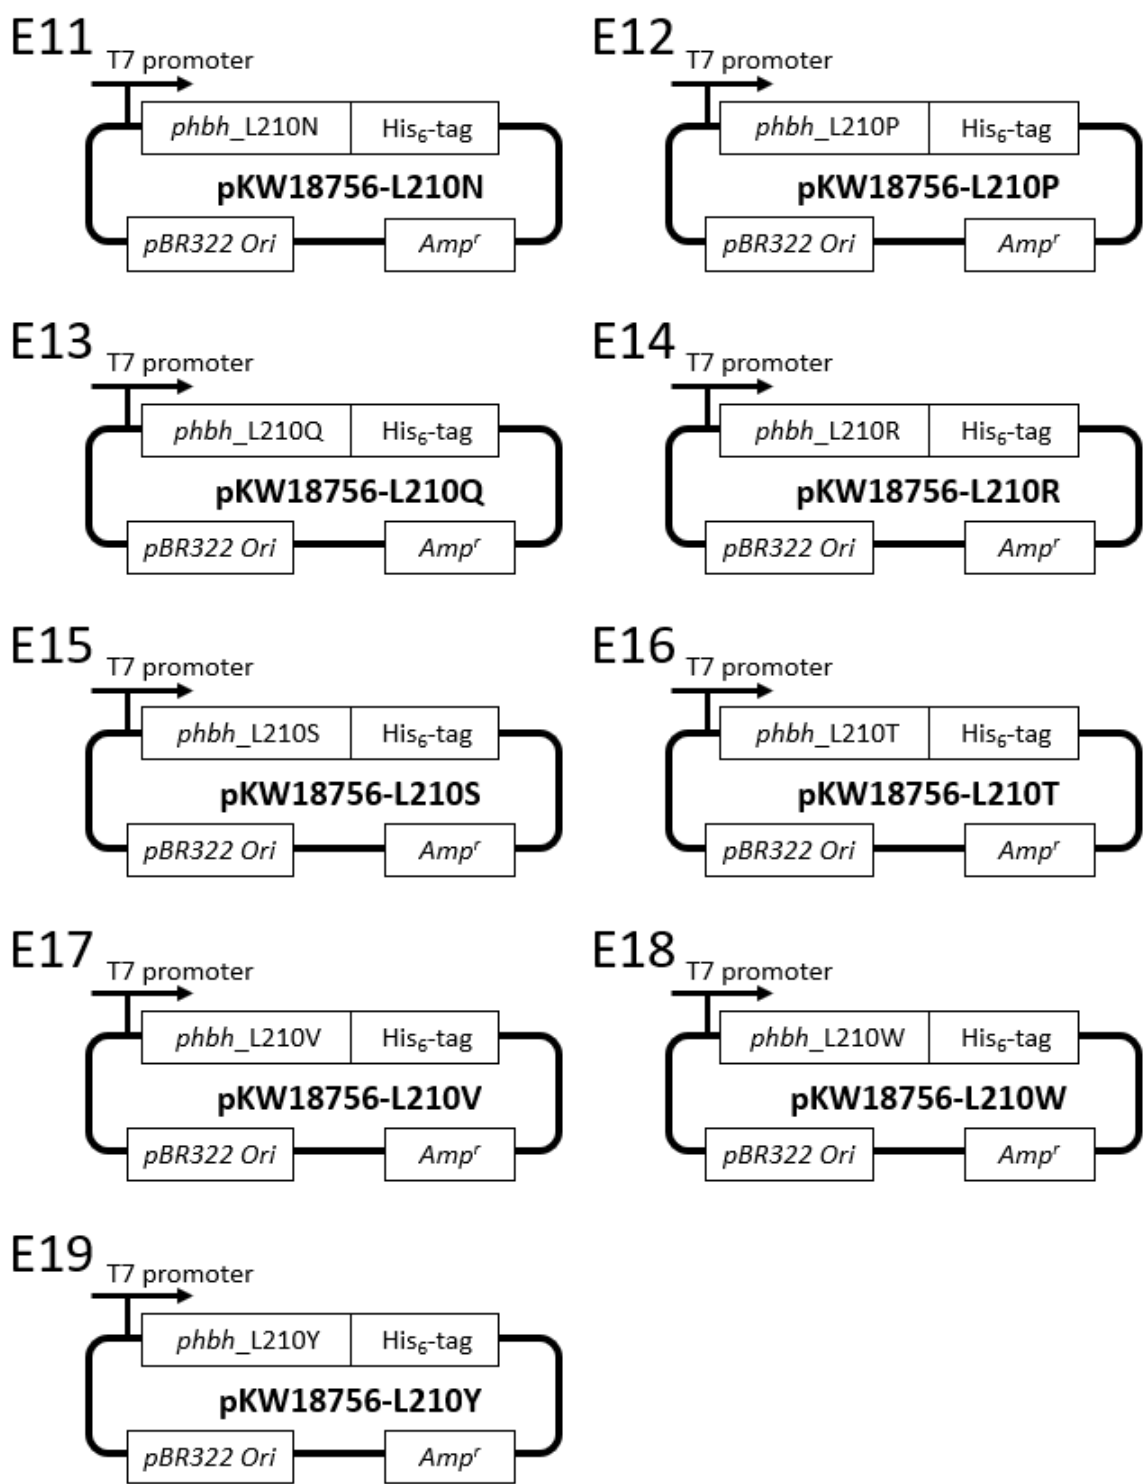 E11
T7 promoter
phbh_L210N His₆-tag
pKW18756-L210N
pBR322 Ori Ampʳ
E12
T7 promoter
phbh_L210P His₆-tag
pKW18756-L210P
pBR322 Ori Ampʳ
E13
T7 promoter
phbh_L210Q His₆-tag
pKW18756-L210Q
pBR322 Ori Ampʳ
E14
T7 promoter
phbh_L210R His₆-tag
pKW18756-L210R
pBR322 Ori Ampʳ
E15
T7 promoter
phbh_L210S His₆-tag
pKW18756-L210S
pBR322 Ori Ampʳ
E16
T7 promoter
phbh_L210T His₆-tag
pKW18756-L210T
pBR322 Ori Ampʳ
E17
T7 promoter
phbh_L210V His₆-tag
pKW18756-L210V
pBR322 Ori Ampʳ
E18
T7 promoter
phbh_L210W His₆-tag
pKW18756-L210W
pBR322 Ori Ampʳ
E19
T7 promoter
phbh_L210Y His₆-tag
pKW18756-L210Y
pBR322 Ori Ampʳ